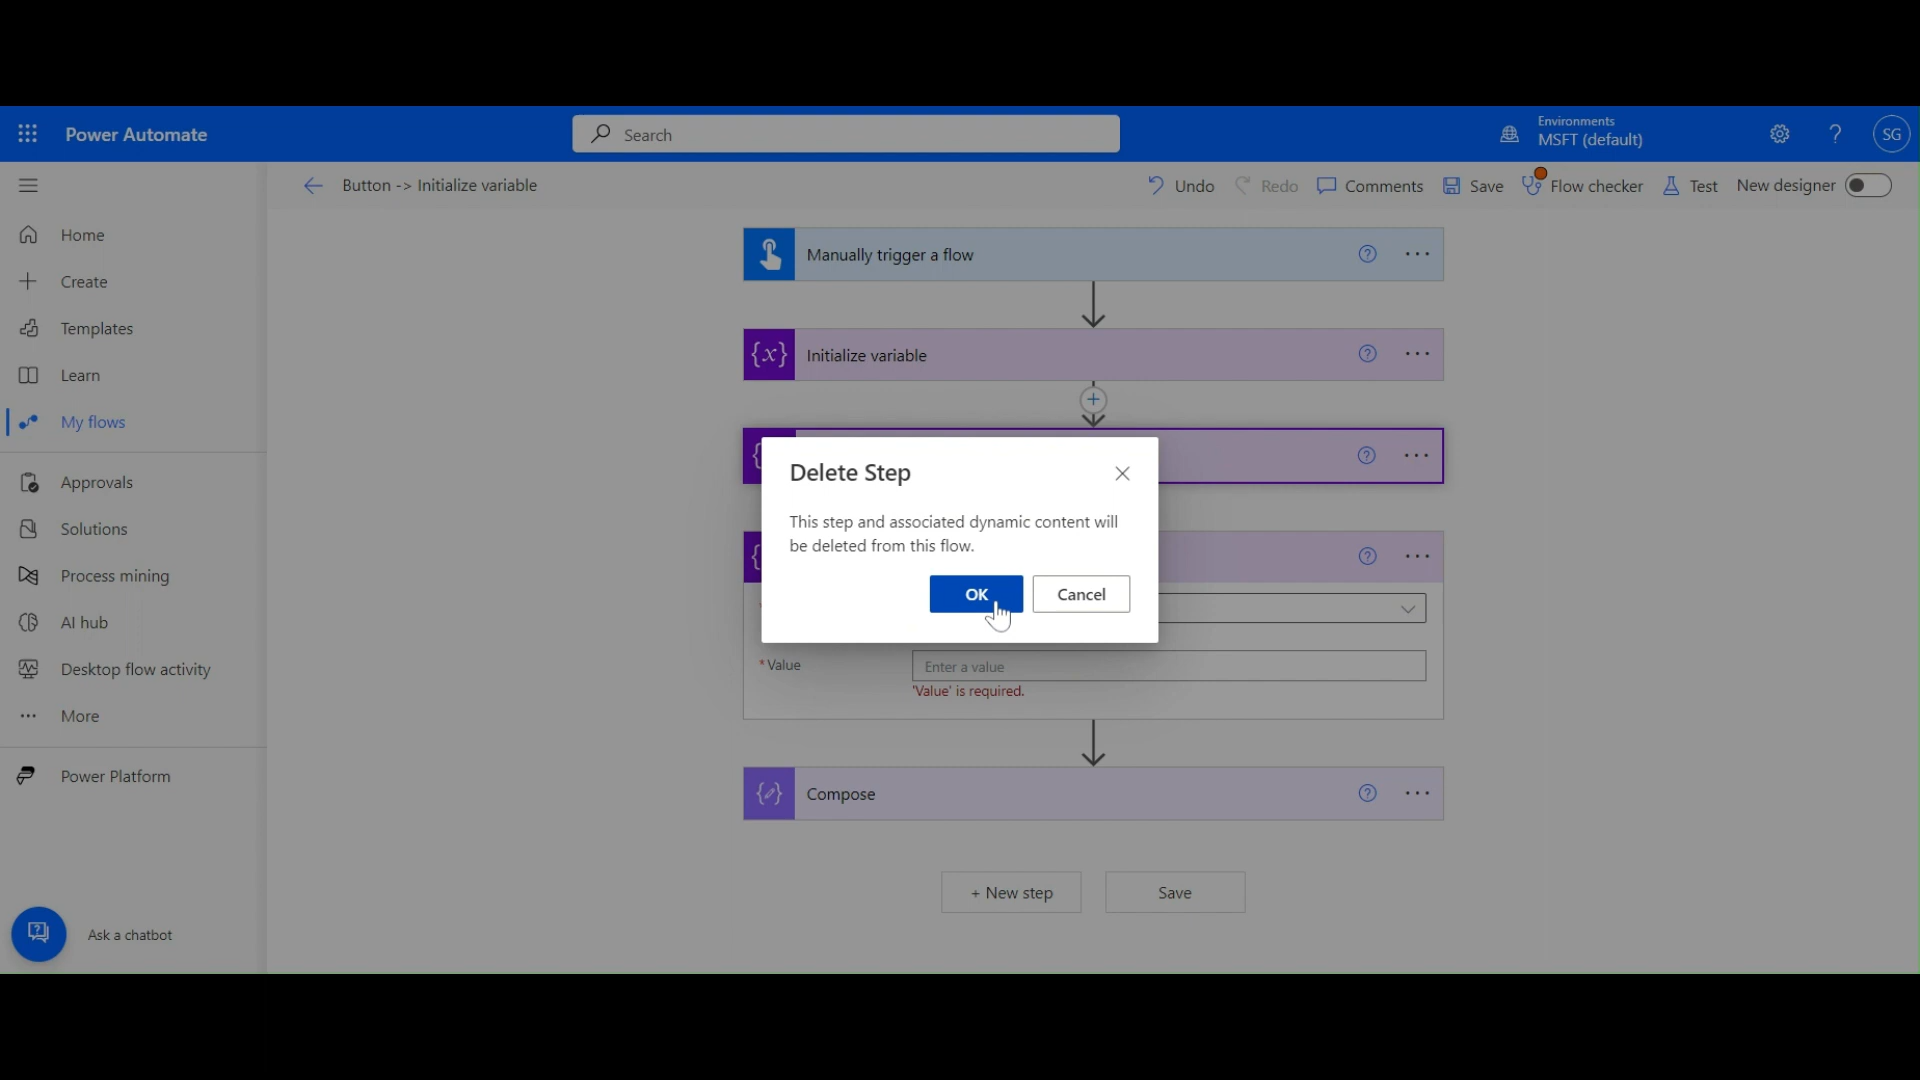 Power Automate
Search
Environments
MSFT (default)
?
SG
Button -> Initialize variable
Undo
Redo
Comments
Save
Flow checker
Test
New designer
Home
Create
Templates
Learn
My flows
Approvals
Solutions
Process mining
AI hub
Desktop flow activity
More
Power Platform
Ask a chatbot
Manually trigger a flow
?
{x} Initialize variable
?
?
Delete Step
This step and associated dynamic content will
be deleted from this flow.
OK
Cancel
?
* Value
Enter a value
'Value' is required.
Compose
?
+ New step
Save